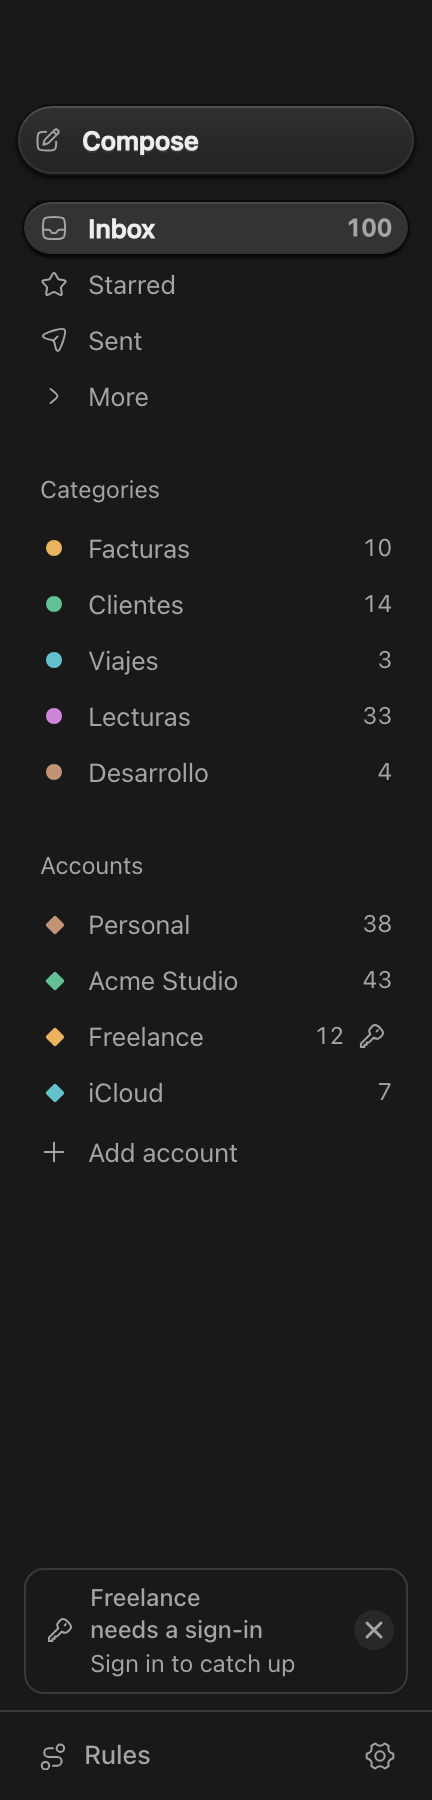 Compose
Inbox 100
Starred
Sent
More
Categories
Facturas 10
Clientes 14
Viajes 3
Lecturas 33
Desarrollo 4
Accounts
Personal 38
Acme Studio 43
Freelance 12
iCloud 7
Add account
Freelance
needs a sign-in
Sign in to catch up
Rules